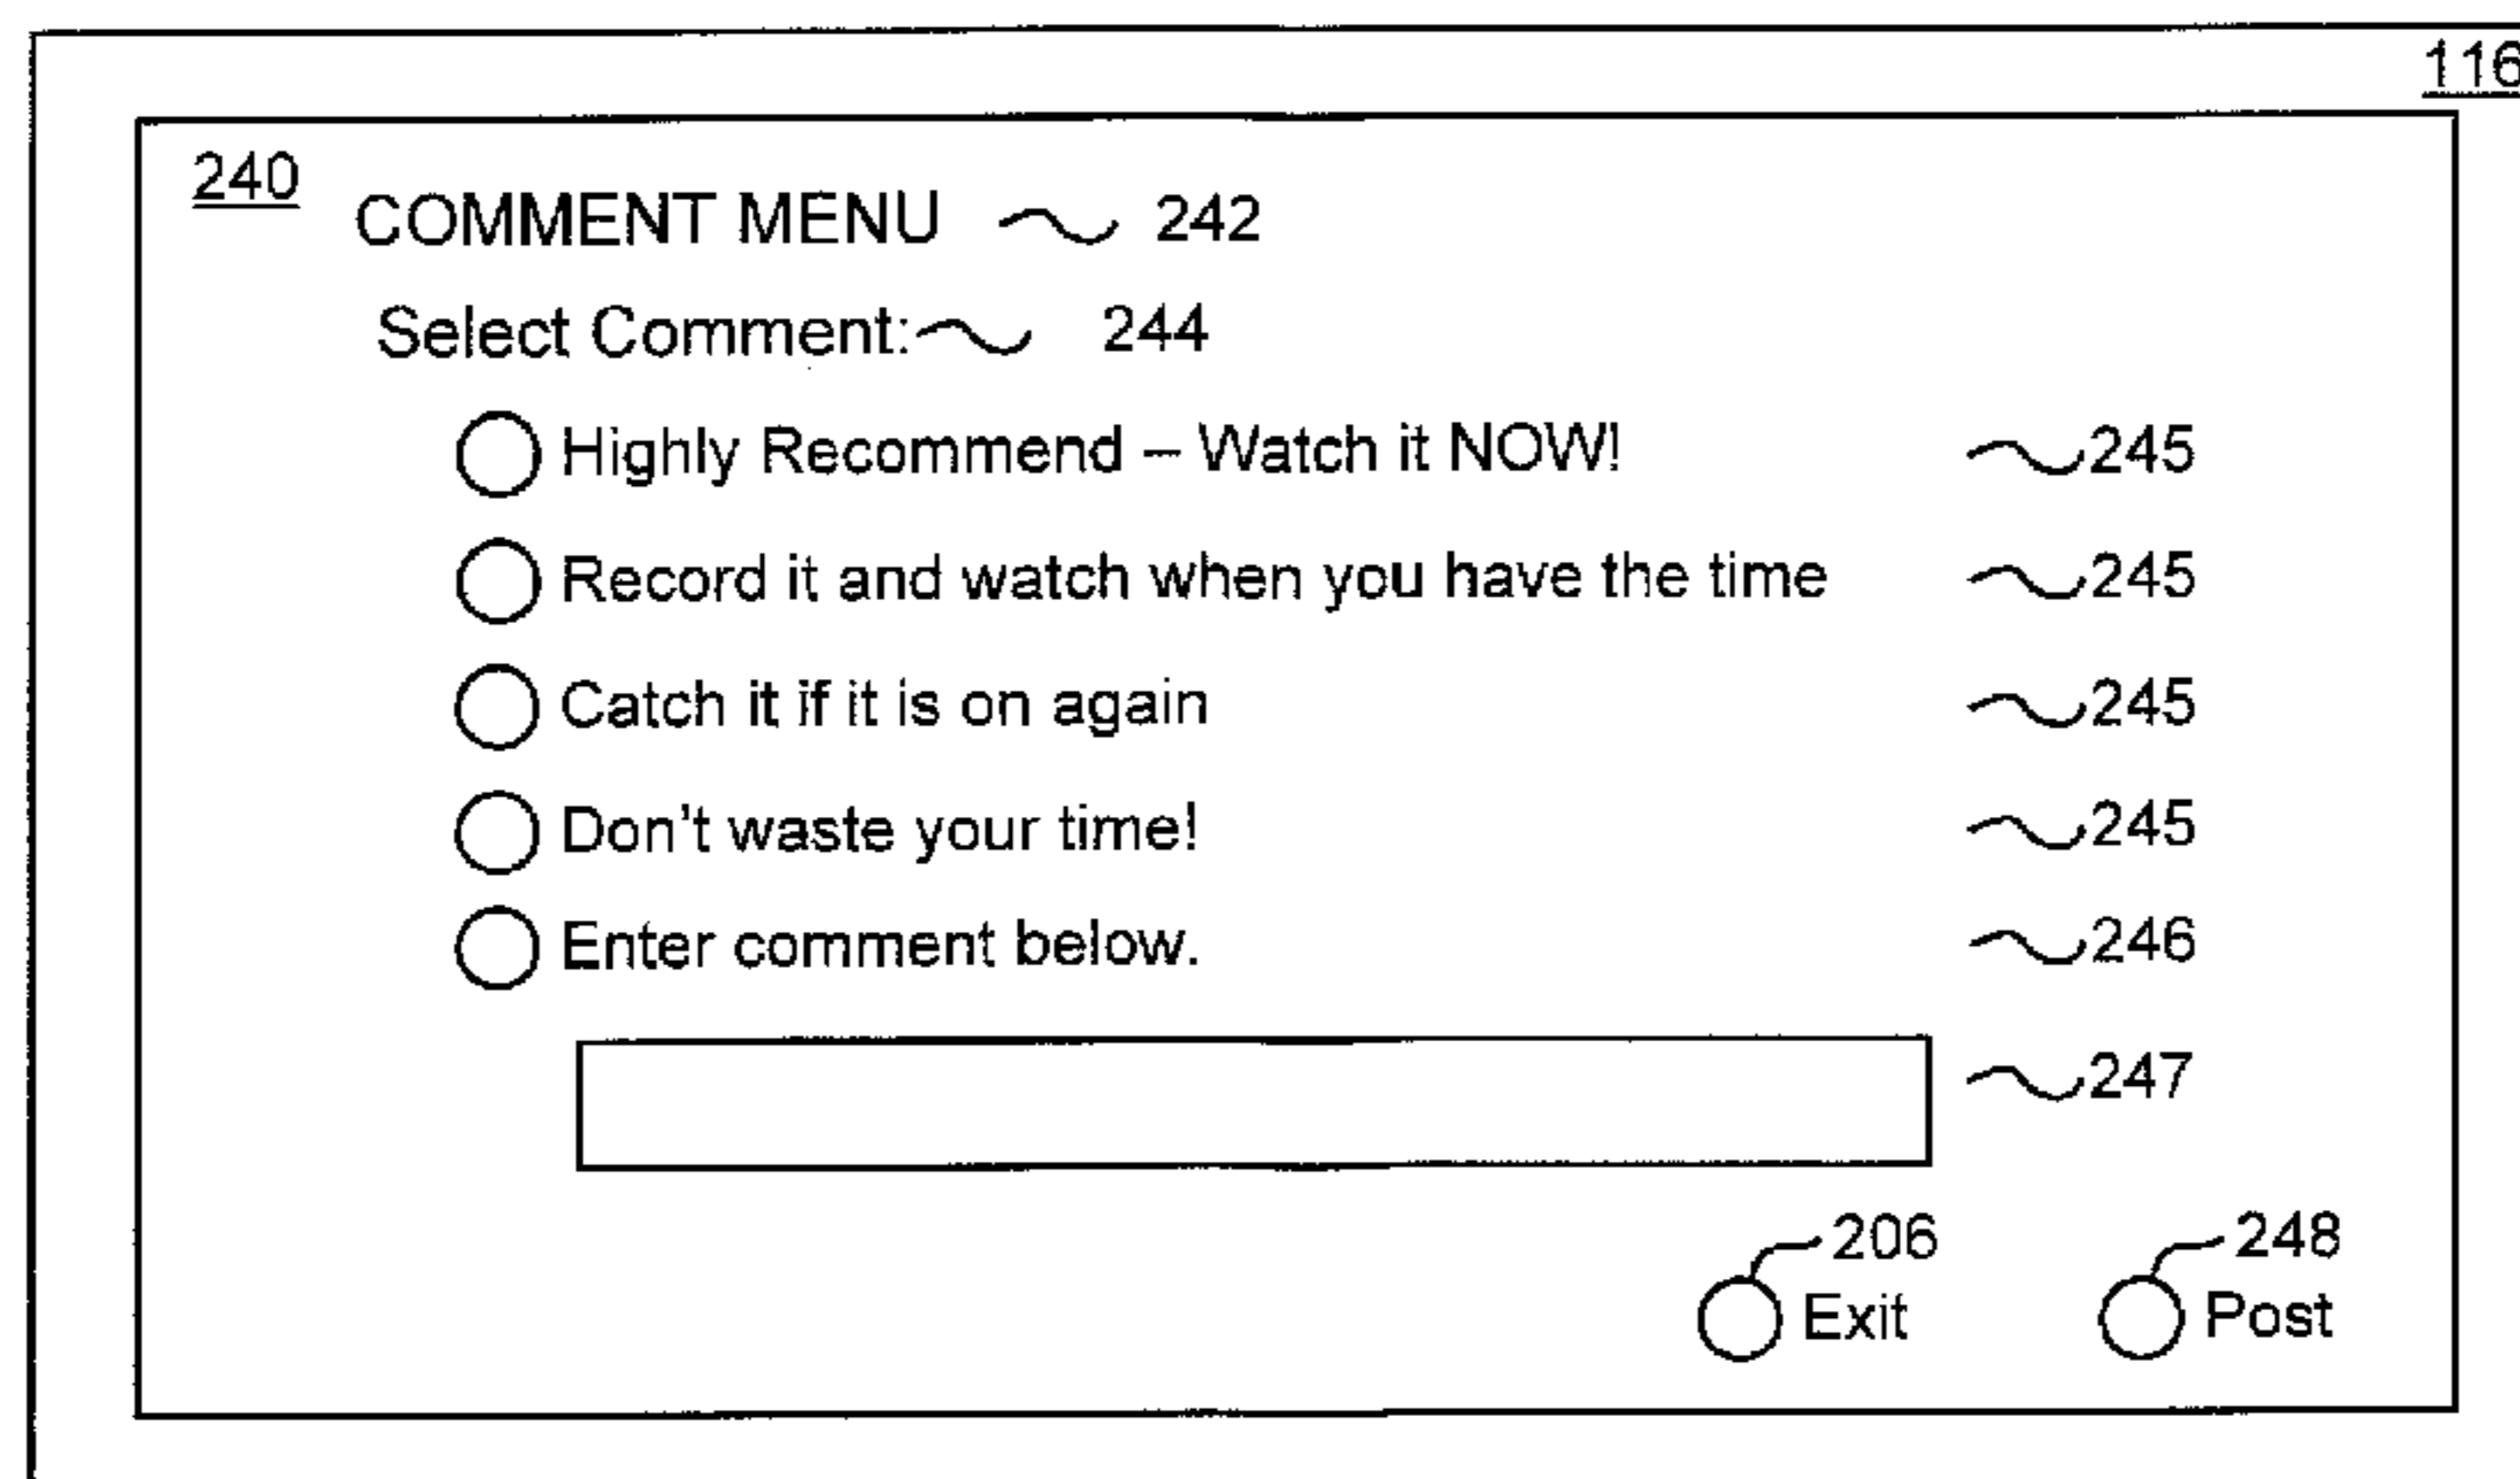 116
240
COMMENT MENU 242
Select Comment: 244
Highly Recommend – Watch it NOW! 245
Record it and watch when you have the time 245
Catch it if it is on again 245
Don't waste your time! 245
Enter comment below. 246
247
206 248
Exit Post